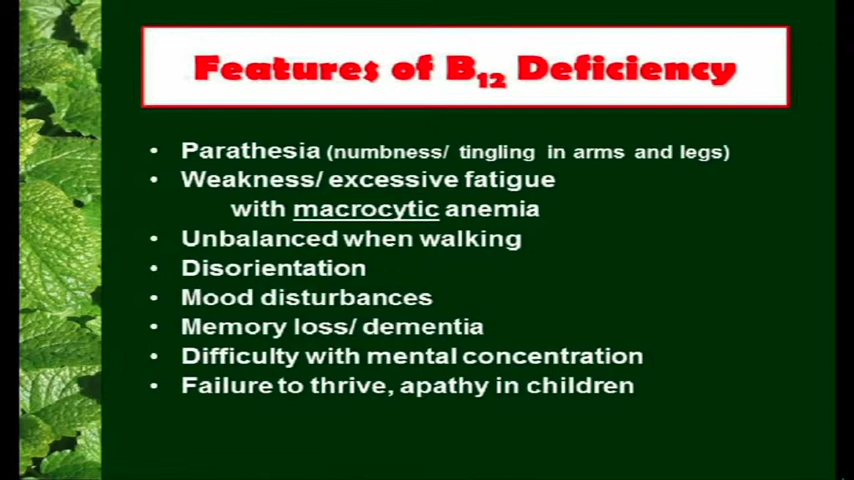 Features of B12 Deficiency
• Parathesia (numbness/ tingling in arms and legs)
• Weakness/ excessive fatigue
with macrocytic anemia
• Unbalanced when walking
• Disorientation
• Mood disturbances
• Memory loss/ dementia
• Difficulty with mental concentration
• Failure to thrive, apathy in children